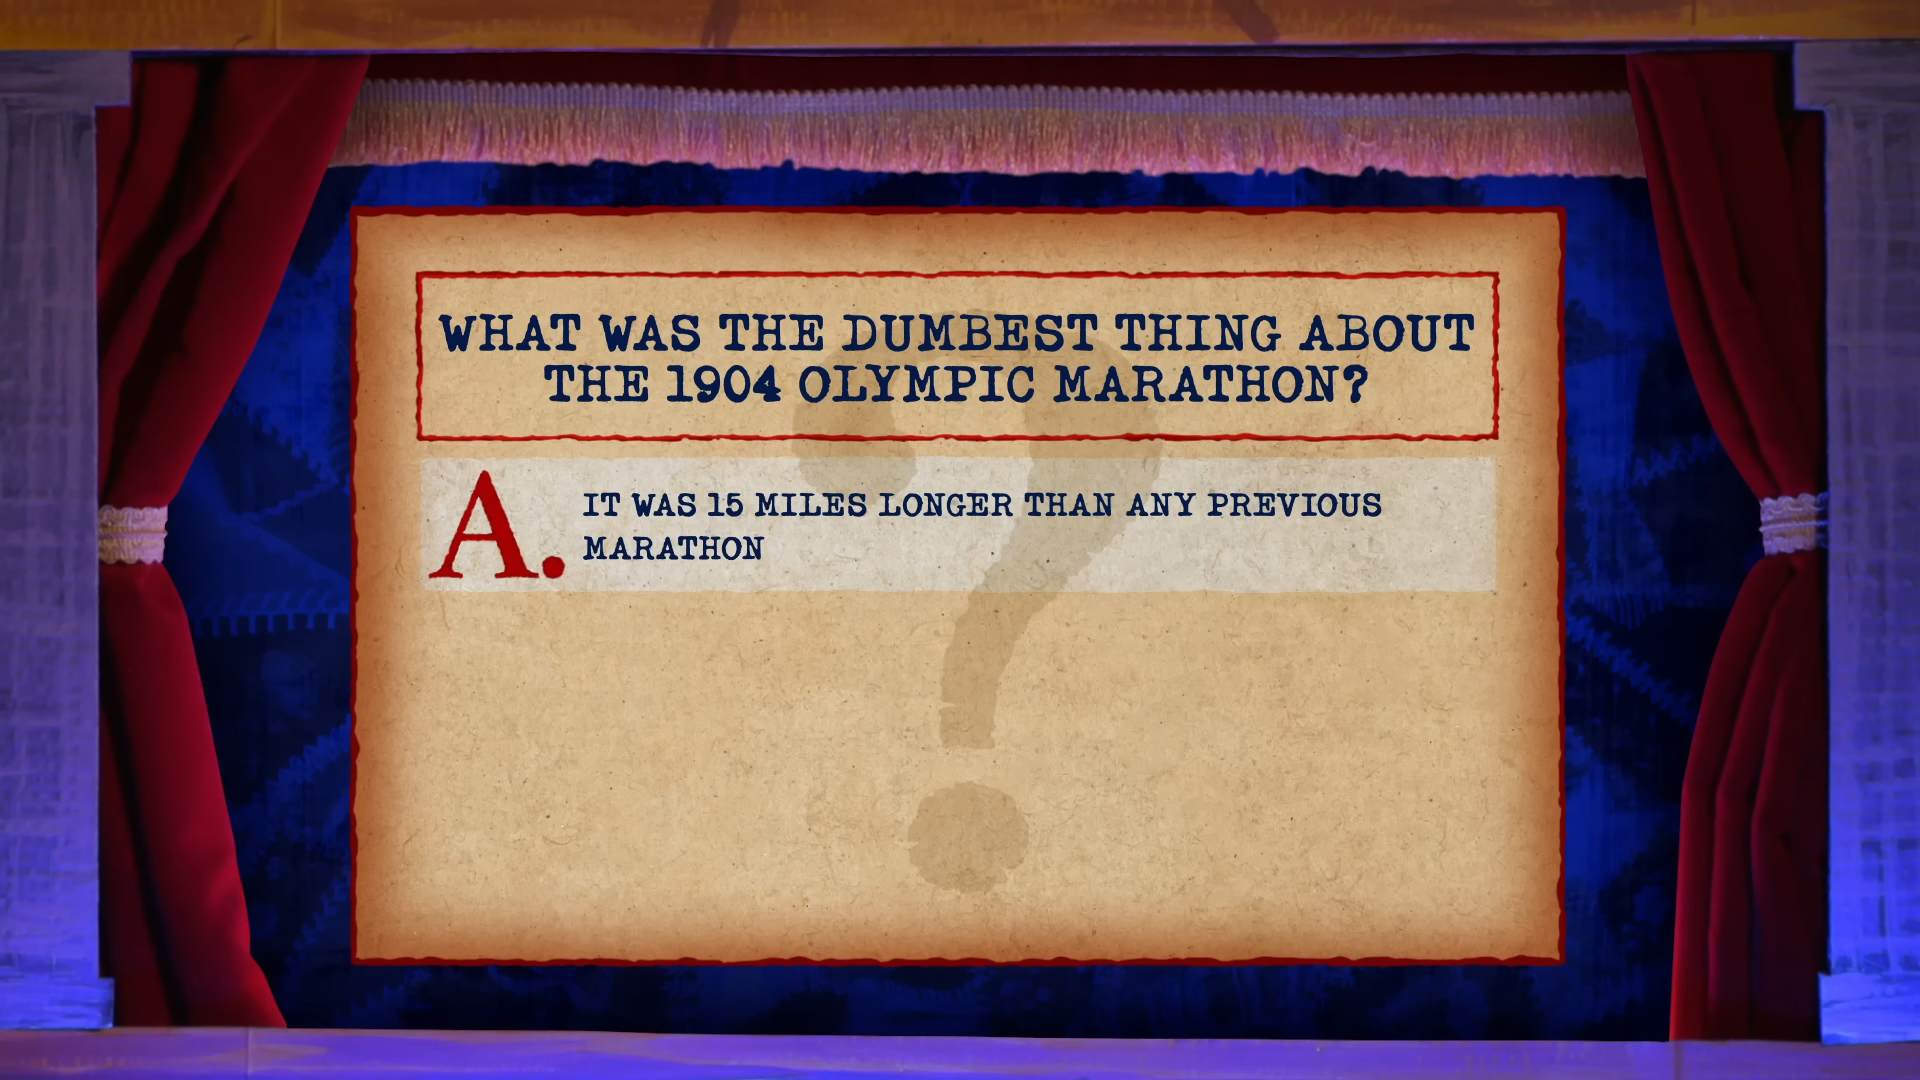 WHAT WAS THE DUMBEST THING ABOUT
THE 1904 OLYMPIC MARATHON?
A. IT WAS 15 MILES LONGER THAN ANY PREVIOUS
MARATHON